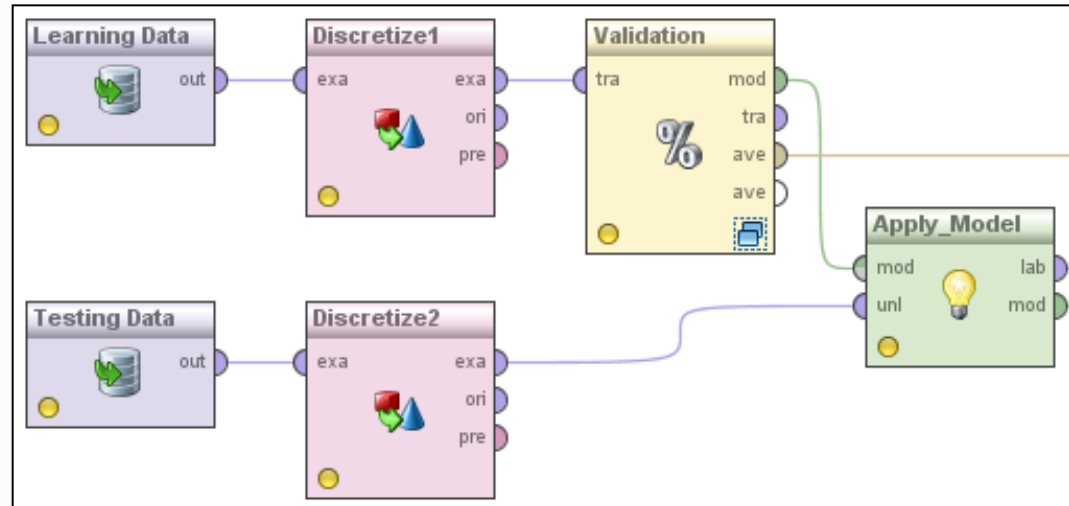 Learning Data
out
Discretize1
exa
exa
ori
pre
Validation
tra
mod
tra
%
ave
ave
Apply_Model
mod
lab
unl
mod
Testing Data
out
Discretize2
exa
exa
ori
pre